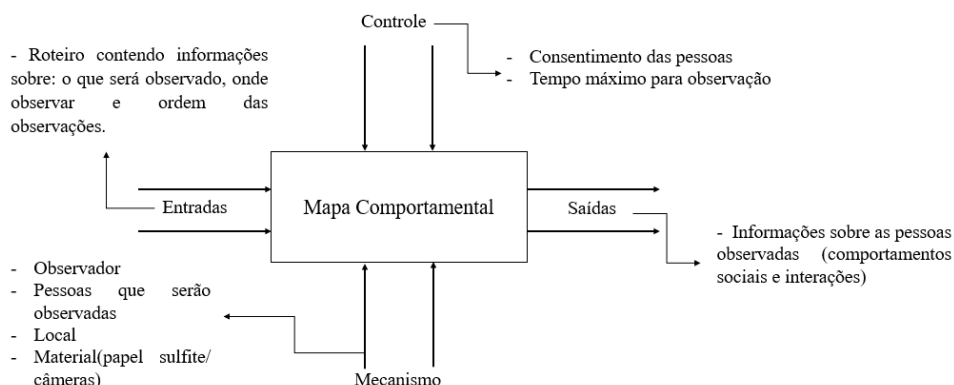 Controle
- Roteiro contendo informações
sobre: o que será observado, onde
observar e ordem das
observações.
- Consentimento das pessoas
- Tempo máximo para observação
Entradas
Mapa Comportamental
Saídas
- Informações sobre as pessoas
observadas (comportamentos
sociais e interações)
- Observador
- Pessoas que serão
observadas
- Local
- Material(papel sulfite/
câmeras)
Mecanismo